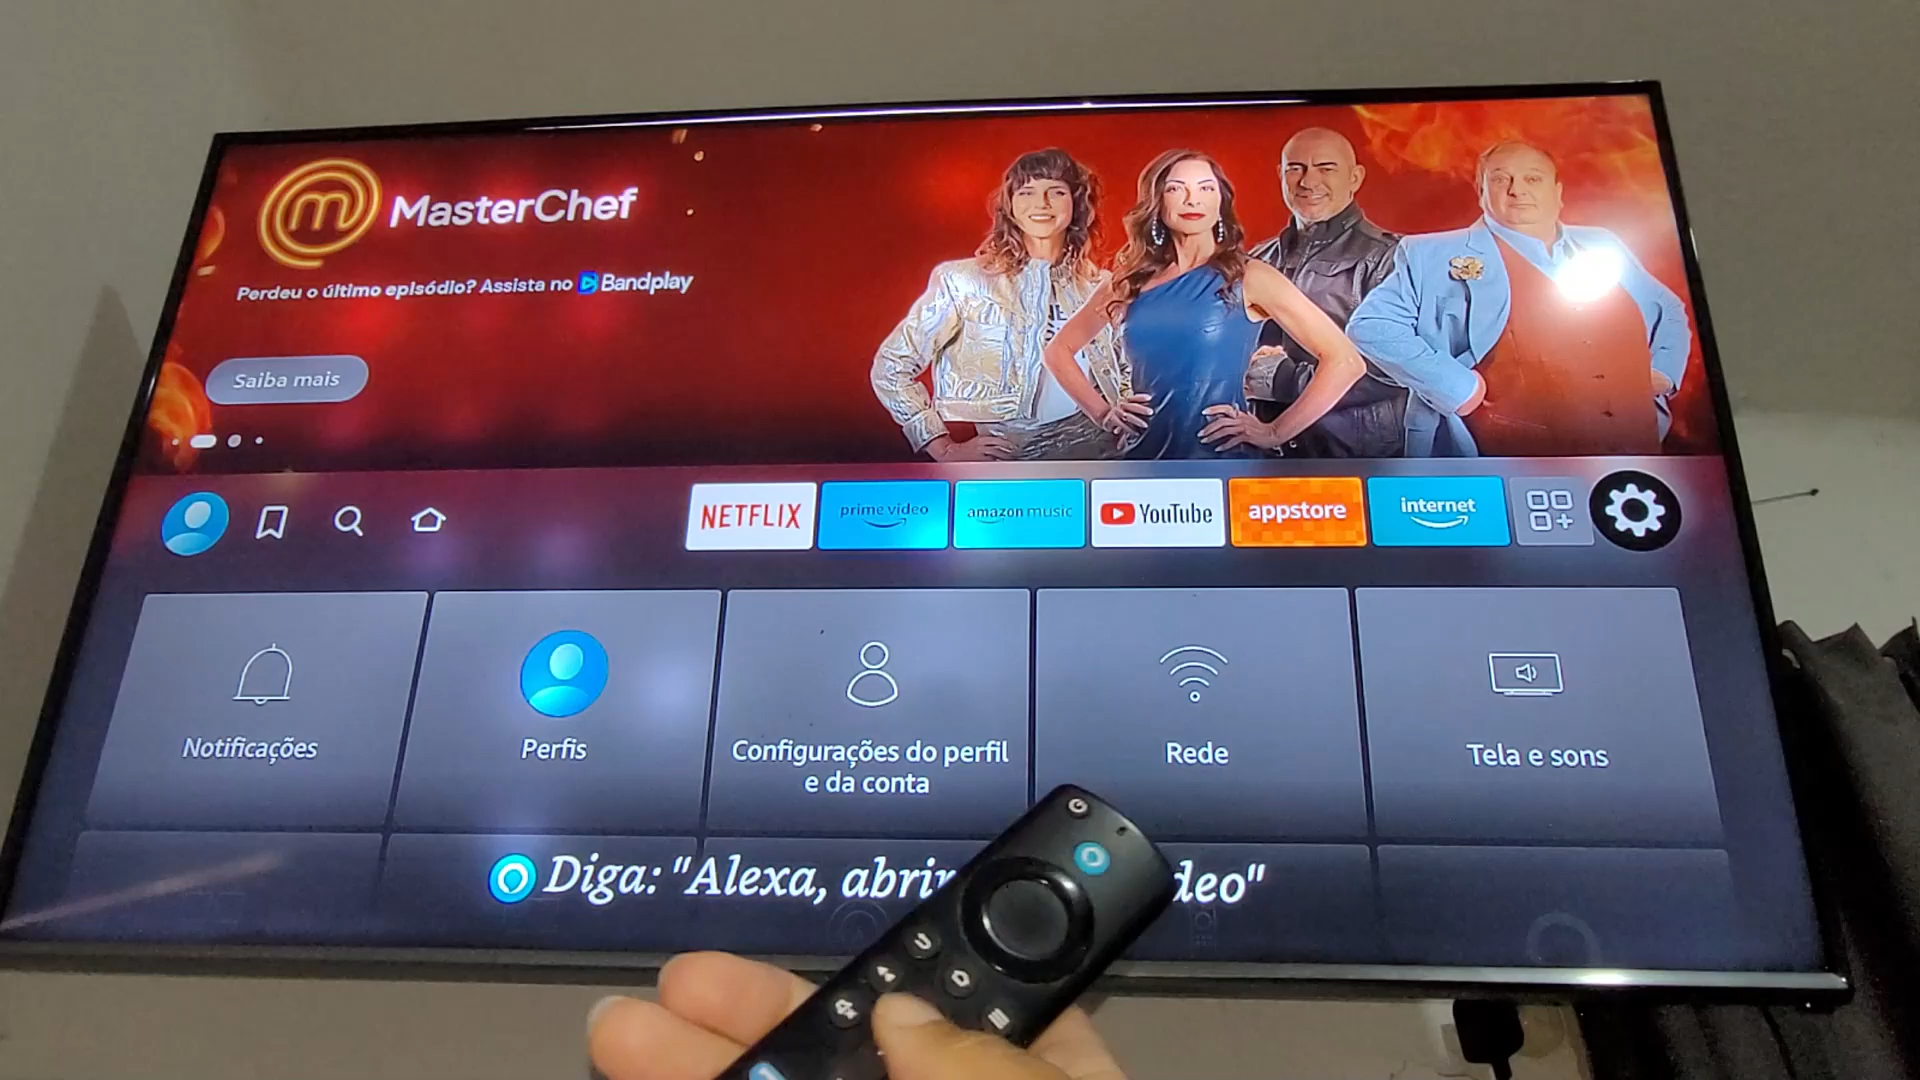 MasterChef
Perdeu o último episódio? Assista no Bandplay
Saiba mais
NETFLIX
prime video
amazon music
YouTube
appstore
internet
Notificações
Perfis
Configurações do perfil
e da conta
Rede
Tela e sons
Diga: "Alexa, abrir deo"